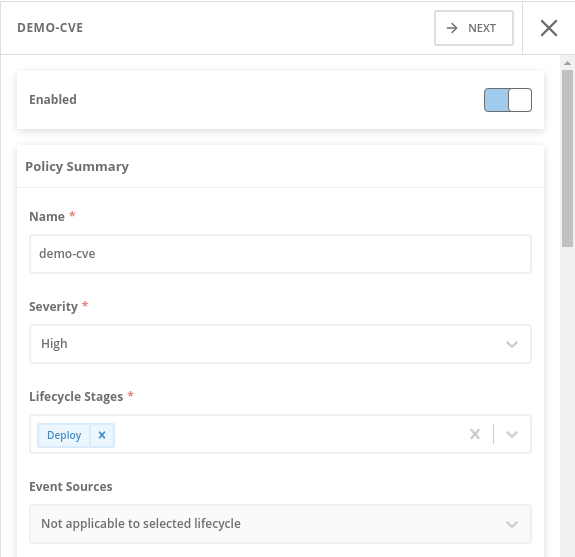 DEMO-CVE
NEXT
Enabled
Policy Summary
Name *
demo-cve
Severity *
High
Lifecycle Stages *
Deploy
Event Sources
Not applicable to selected lifecycle